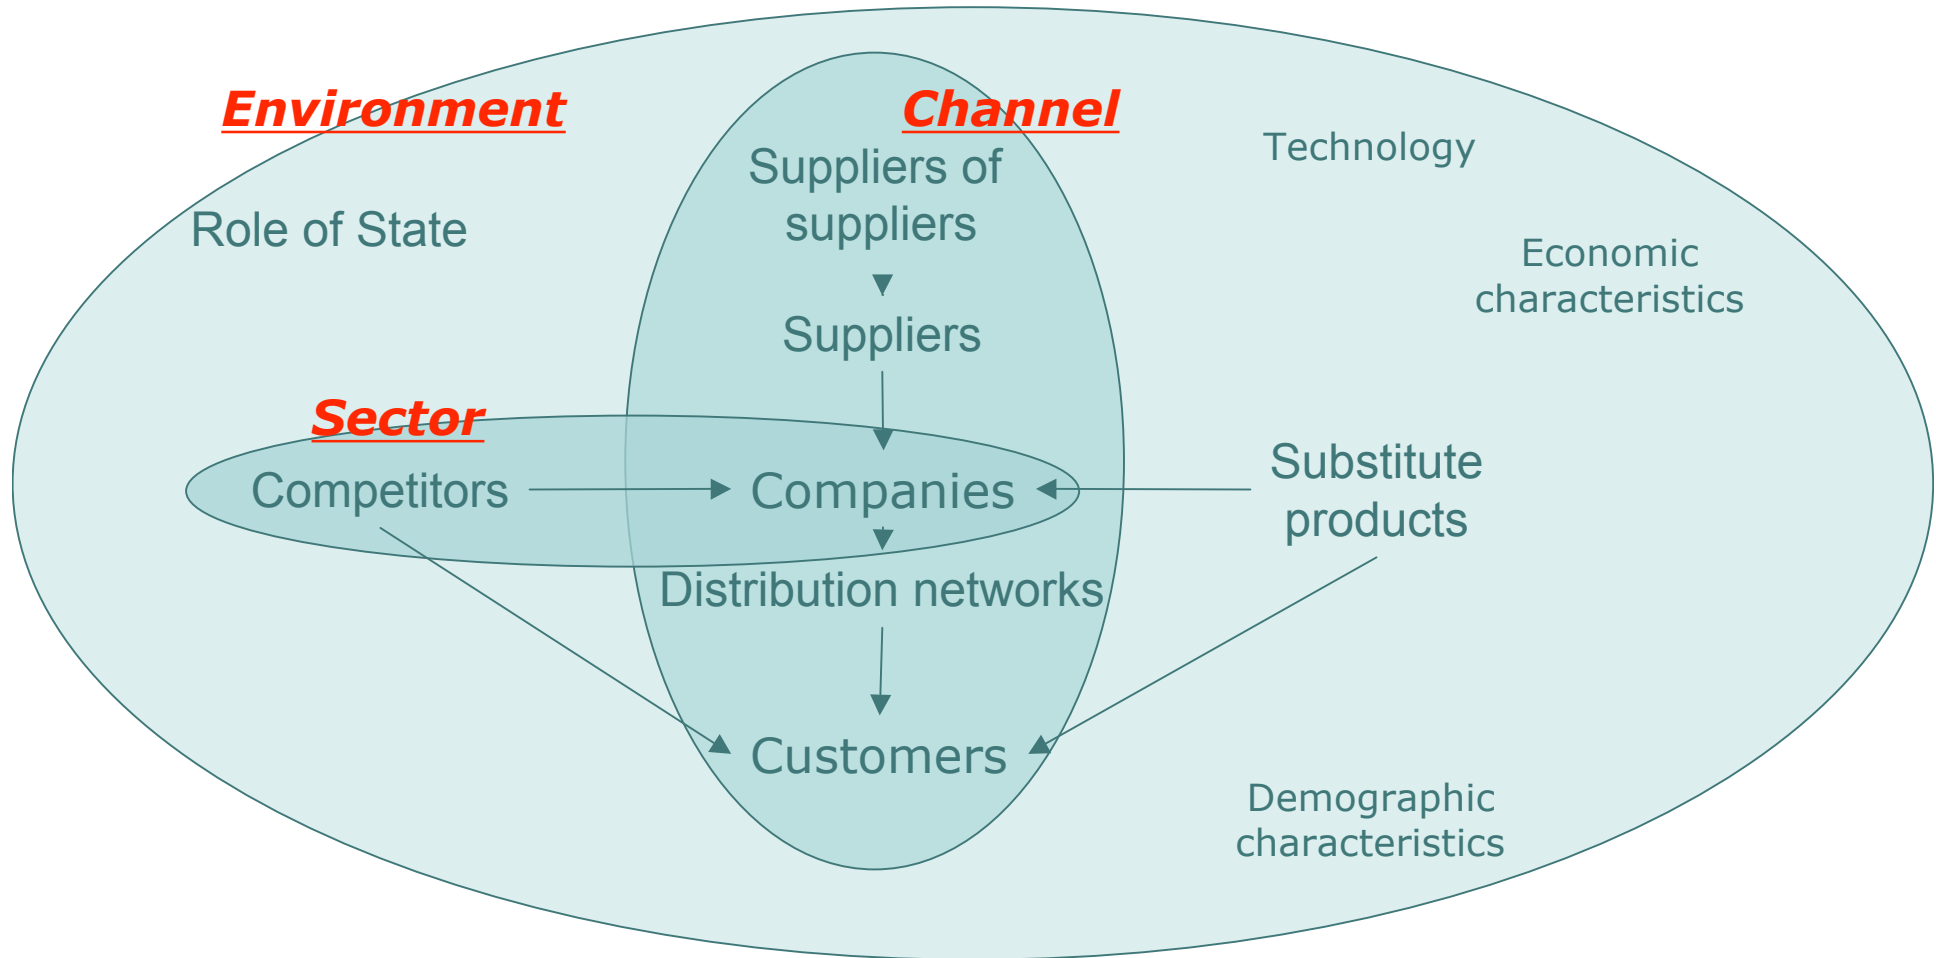 Environment
Channel
Technology
Suppliers of
suppliers
Role of State
Economic
characteristics
Suppliers
Sector
Competitors
Companies
Substitute
products
Distribution networks
Customers
Demographic
characteristics